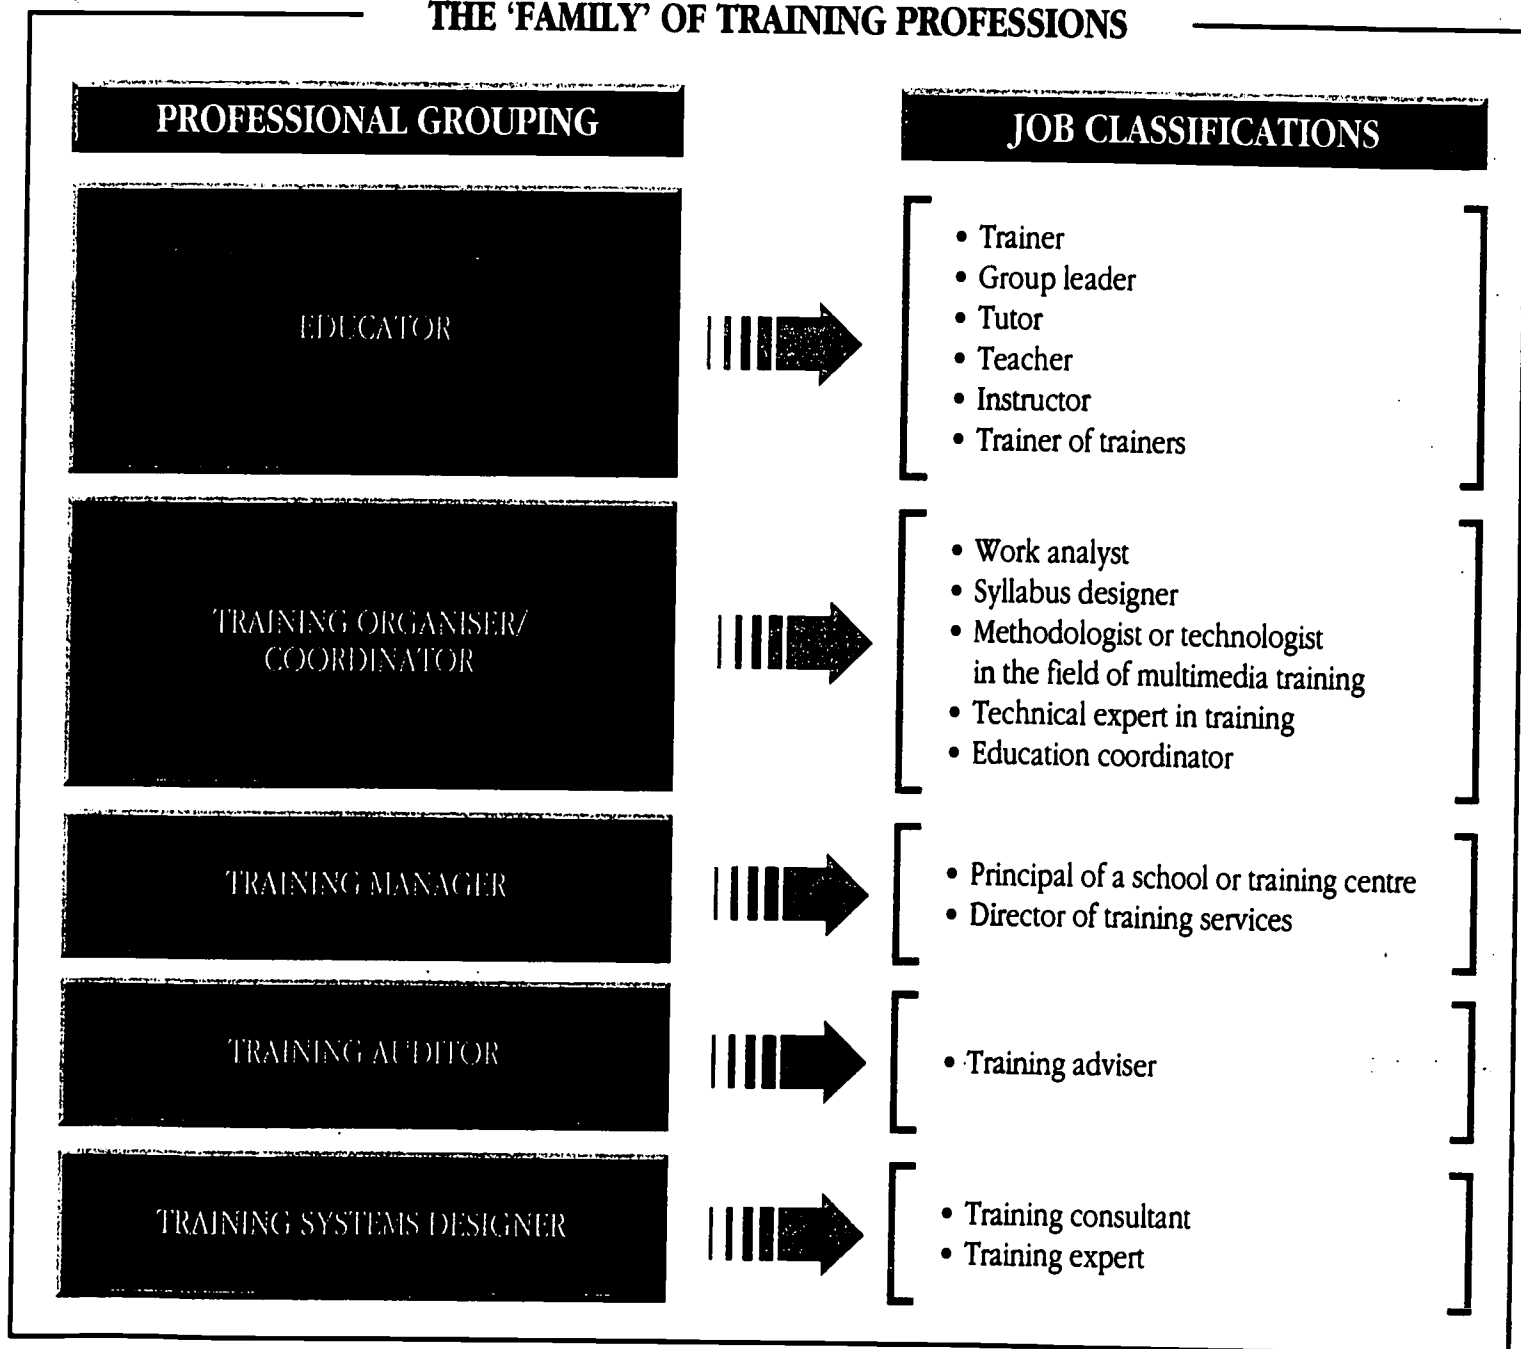 THE ‘FAMILY’ OF TRAINING PROFESSIONS
PROFESSIONAL GROUPING
JOB CLASSIFICATIONS
EDUCATOR
• Trainer
• Group leader
• Tutor
• Teacher
• Instructor
• Trainer of trainers
TRAINING ORGANISER/
COORDINATOR
• Work analyst
• Syllabus designer
• Methodologist or technologist
in the field of multimedia training
• Technical expert in training
• Education coordinator
TRAINING MANAGER
• Principal of a school or training centre
• Director of training services
TRAINING AUDITOR
• Training adviser
TRAINING SYSTEMS DESIGNER
• Training consultant
• Training expert